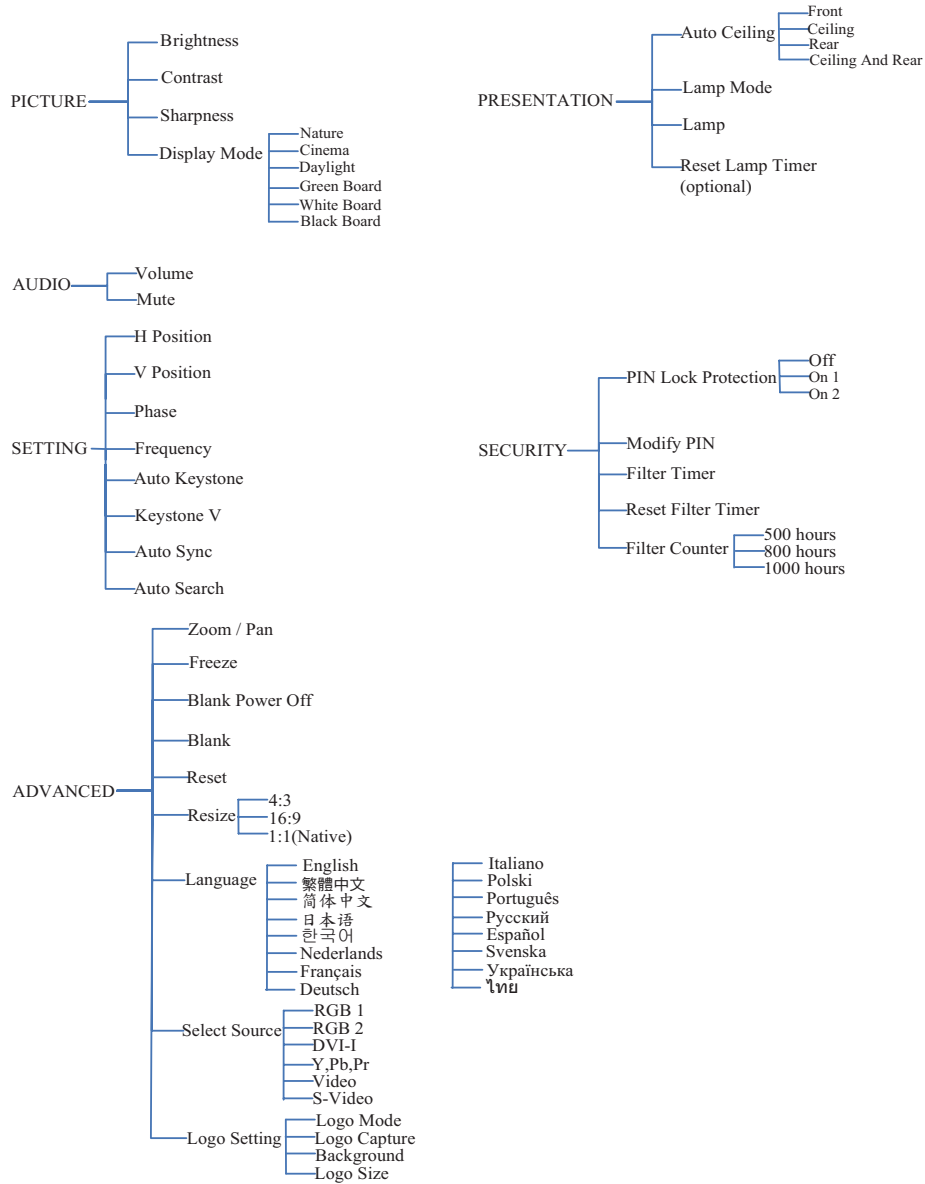 PICTURE
Brightness
Contrast
Sharpness
Display Mode
Nature
Cinema
Daylight
Green Board
White Board
Black Board
PRESENTATION
Auto Ceiling
Front
Ceiling
Rear
Ceiling And Rear
Lamp Mode
Lamp
Reset Lamp Timer
(optional)
AUDIO
Volume
Mute
SETTING
H Position
V Position
Phase
Frequency
Auto Keystone
Keystone V
Auto Sync
Auto Search
SECURITY
PIN Lock Protection
Off
On 1
On 2
Modify PIN
Filter Timer
Reset Filter Timer
Filter Counter
500 hours
800 hours
1000 hours
ADVANCED
Zoom / Pan
Freeze
Blank Power Off
Blank
Reset
Resize
4:3
16:9
1:1(Native)
Language
English
繁體中文
简体中文
日本语
한국어
Nederlands
Français
Deutsch
Italiano
Polski
Português
Русский
Español
Svenska
Українська
ไทย
Select Source
RGB 1
RGB 2
DVI-I
Y,Pb,Pr
Video
S-Video
Logo Setting
Logo Mode
Logo Capture
Background
Logo Size